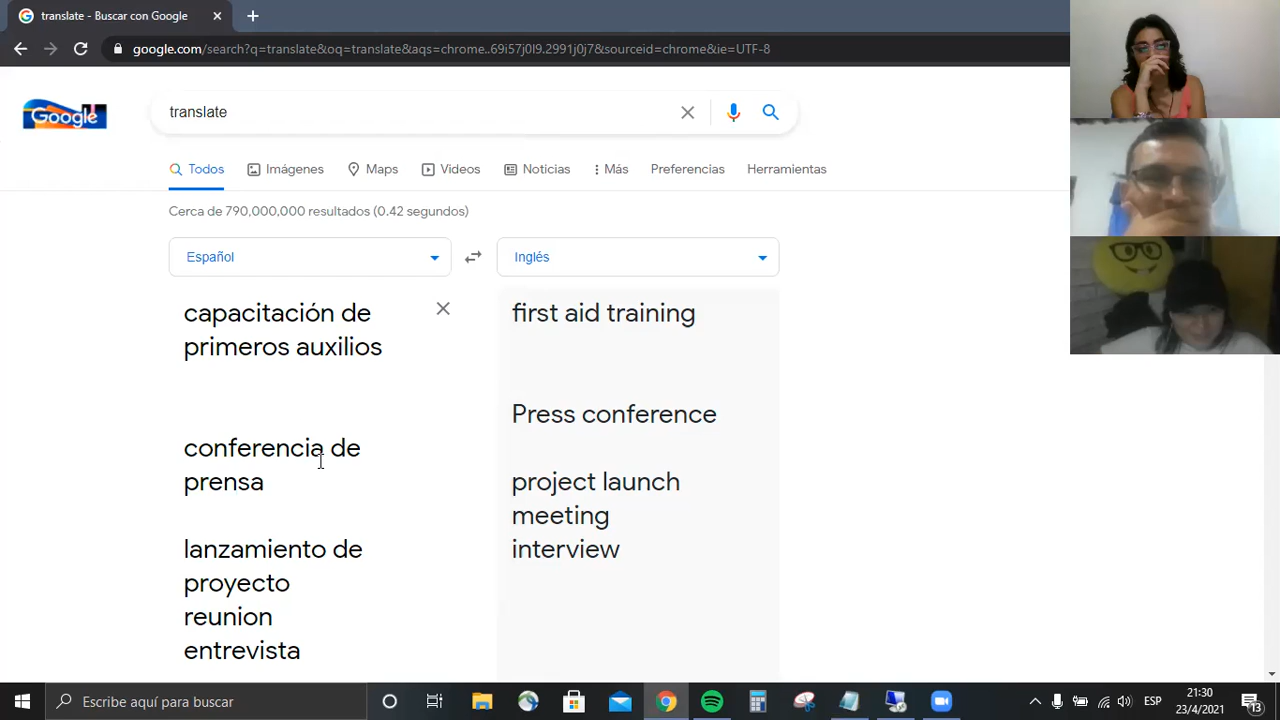 translate - Buscar con Google
google.com/search?q=translate&oq=translate&aqs=chrome..69i57j0l9.2991j0j7&sourceid=chrome&ie=UTF-8
Google
translate
Todos
Imágenes
Maps
Videos
Noticias
Más
Preferencias
Herramientas
Cerca de 790,000,000 resultados (0.42 segundos)
Español
Inglés
capacitación de
primeros auxilios
conferencia de
prensa
lanzamiento de
proyecto
reunion
entrevista
first aid training
Press conference
project launch
meeting
interview
Escribe aquí para buscar
ESP
21:30
23/4/2021
13